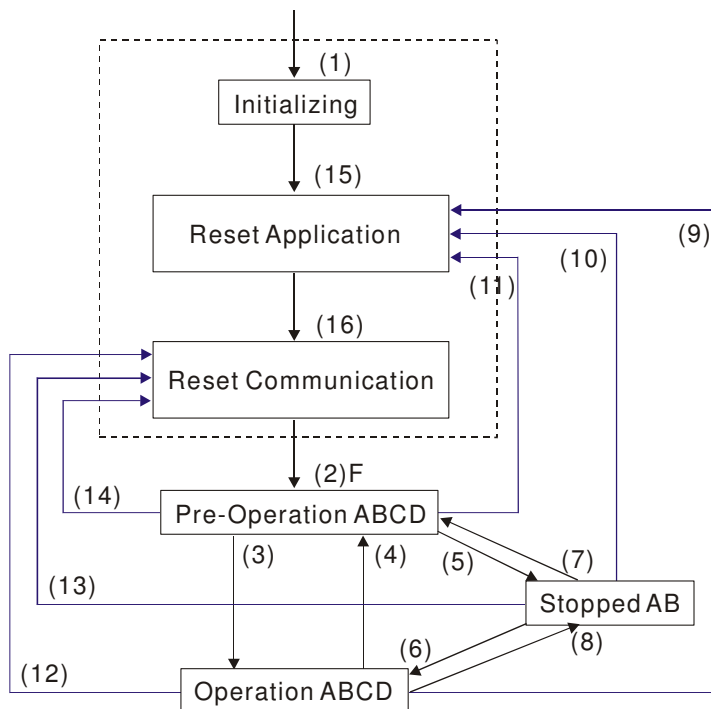 (1)
Initializing
(15)
Reset Application
(9)
(10)
(11)
(16)
Reset Communication
(2)F
(14)
Pre-Operation ABCD
(3)
(4)
(5)
(7)
(13)
Stopped AB
(6)
(8)
(12)
Operation ABCD